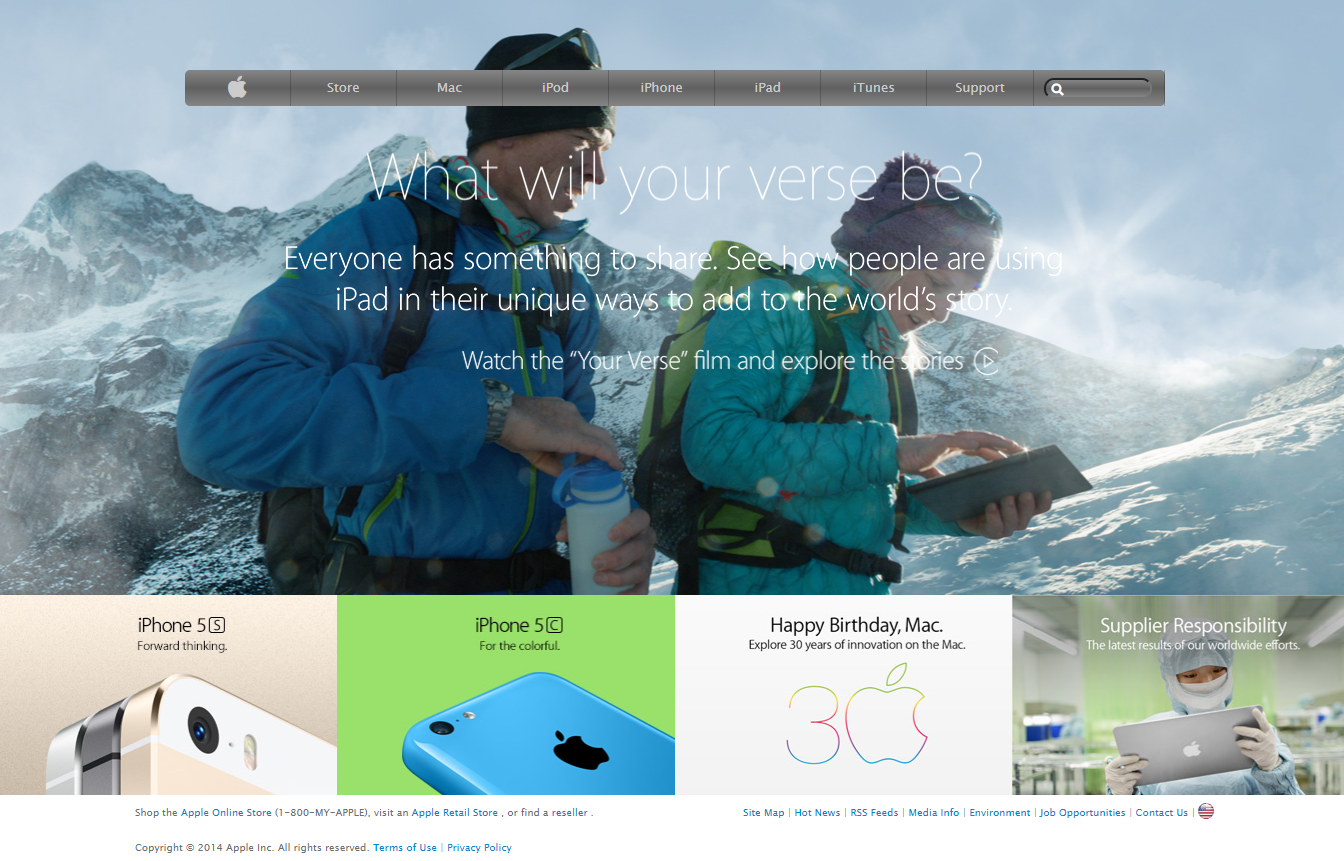 Store Mac iPod iPhone iPad iTunes Support
What will your verse be?
Everyone has something to share. See how people are using
iPad in their unique ways to add to the world's story.
Watch the “Your Verse” film and explore the stories
iPhone 5S
Forward thinking.
iPhone 5C
For the colorful.
Happy Birthday, Mac.
Explore 30 years of innovation on the Mac.
30
Supplier Responsibility
The latest results of our worldwide efforts.
Shop the Apple Online Store (1-800-MY-APPLE), visit an Apple Retail Store , or find a reseller .
Site Map | Hot News | RSS Feeds | Media Info | Environment | Job Opportunities | Contact Us |
Copyright © 2014 Apple Inc. All rights reserved. Terms of Use | Privacy Policy